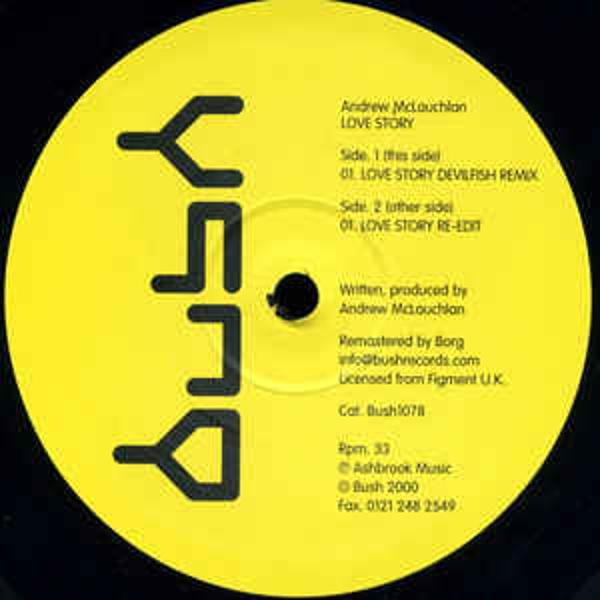 bush
Andrew McLauchlan
LOVE STORY
Side. 1 (this side)
01. LOVE STORY DEVILFISH REMIX
Side. 2 (other side)
01. LOVE STORY RE-EDIT
Written, produced by
Andrew McLauchlan
Remastered by Borg
info@bushrecords.com
Licensed from Figment U.K.
Cat. Bush1078
Rpm. 33
℗ Ashbrook Music
© Bush 2000
Fax. 0121 248 2549